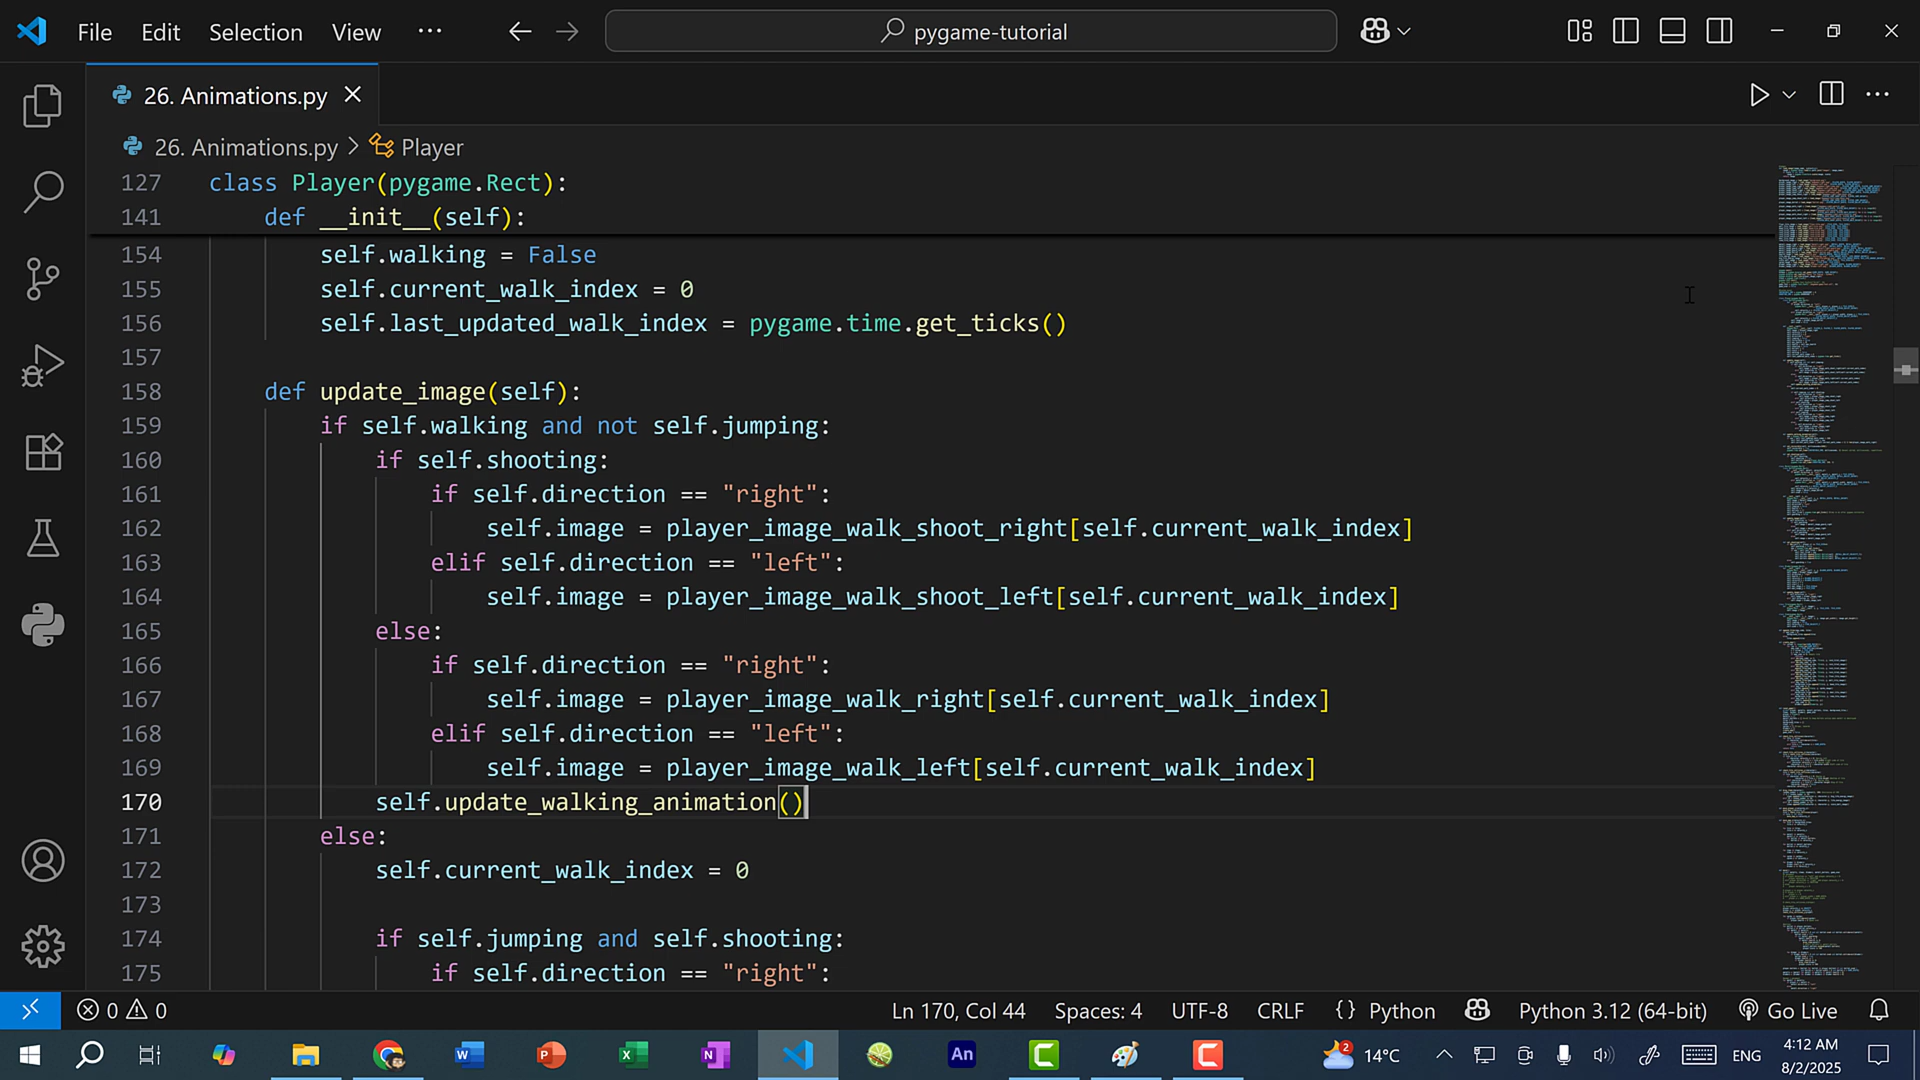 File Edit Selection View ··· pygame-tutorial
26. Animations.py
26. Animations.py > Player
127 class Player(pygame.Rect):
141 def __init__(self):
154 self.walking = False
155 self.current_walk_index = 0
156 self.last_updated_walk_index = pygame.time.get_ticks()
157
158 def update_image(self):
159 if self.walking and not self.jumping:
160 if self.shooting:
161 if self.direction == "right":
162 self.image = player_image_walk_shoot_right[self.current_walk_index]
163 elif self.direction == "left":
164 self.image = player_image_walk_shoot_left[self.current_walk_index]
165 else:
166 if self.direction == "right":
167 self.image = player_image_walk_right[self.current_walk_index]
168 elif self.direction == "left":
169 self.image = player_image_walk_left[self.current_walk_index]
170 self.update_walking_animation()
171 else:
172 self.current_walk_index = 0
173
174 if self.jumping and self.shooting:
175 if self.direction == "right":
0 0 Ln 170, Col 44 Spaces: 4 UTF-8 CRLF {} Python Python 3.12 (64-bit) Go Live
W P X N An 2 14°C ENG 4:12 AM
8/2/2025